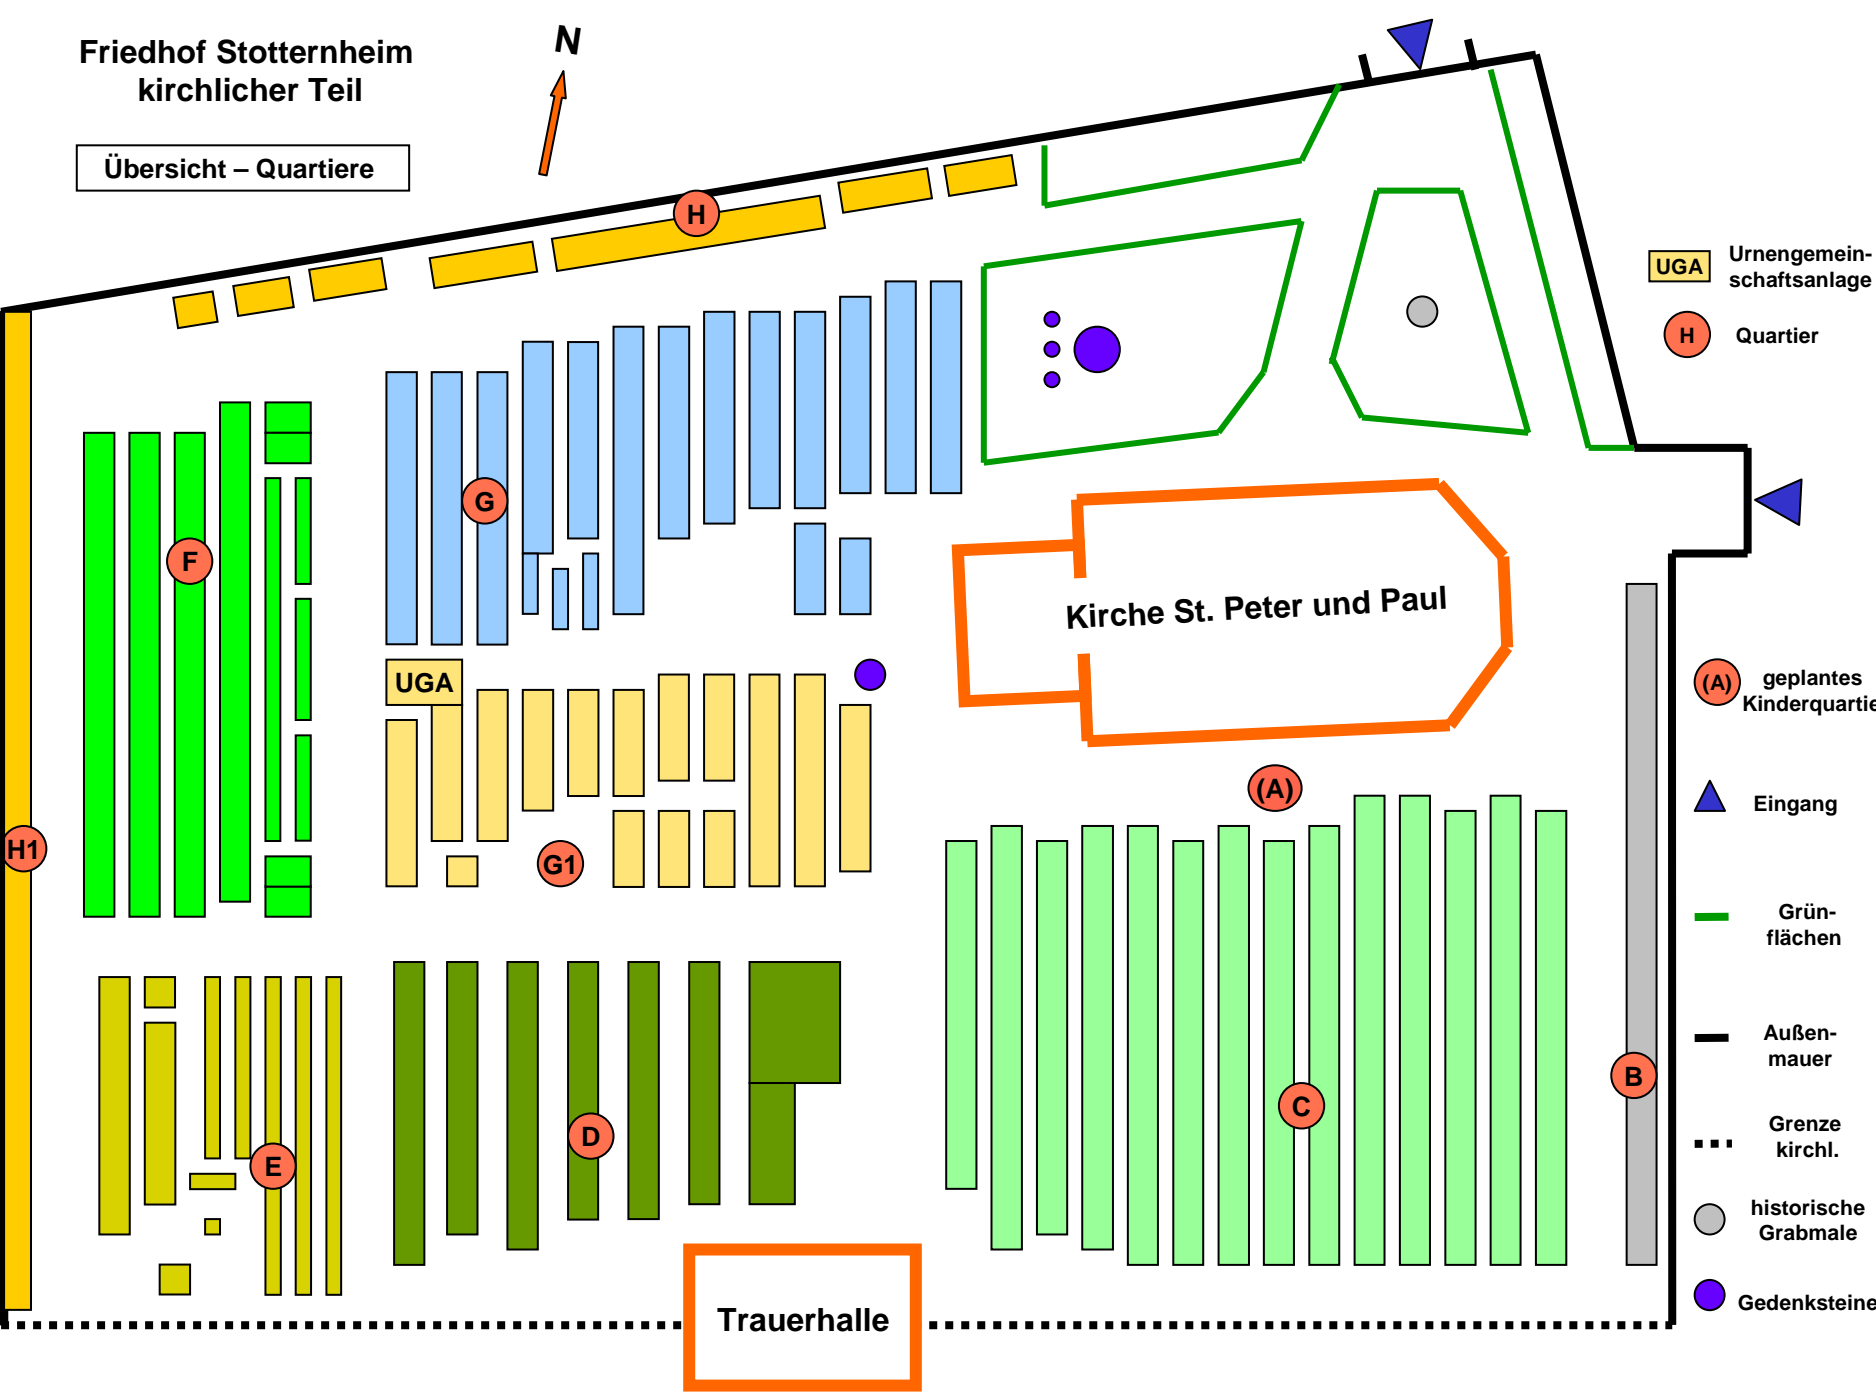 Friedhof Stotternheim
kirchlicher Teil
N
Übersicht – Quartiere
H
UGA
Urnengemein-
schaftsanlage
H
Quartier
G
F
Kirche St. Peter und Paul
UGA
(A)
geplantes
Kinderquartie
(A)
Eingang
H1
G1
Grün-
flächen
Außen-
mauer
B
C
D
Grenze
kirchl.
E
historische
Grabmale
Gedenksteine
Trauerhalle